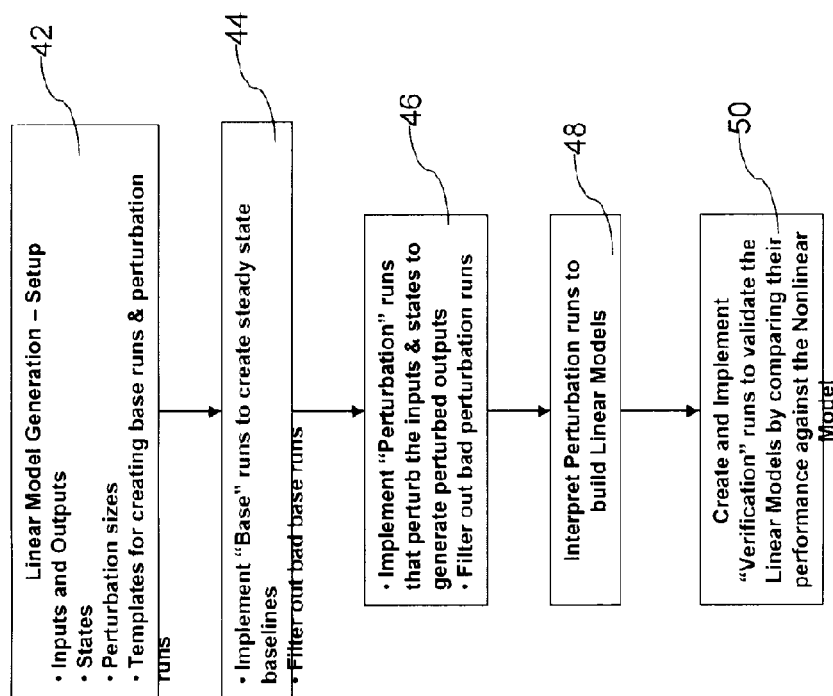 Linear Model Generation – Setup
• Inputs and Outputs
• States
• Perturbation sizes
• Templates for creating base runs & perturbation
runs
42
• Implement "Base" runs to create steady state
baselines
• Filter out bad base runs
44
• Implement "Perturbation" runs
that perturb the inputs & states to
generate perturbed outputs
• Filter out bad perturbation runs
46
Interpret Perturbation runs to
build Linear Models
48
Create and Implement
"Verification" runs to validate the
Linear Models by comparing their
performance against the Nonlinear
Model
50